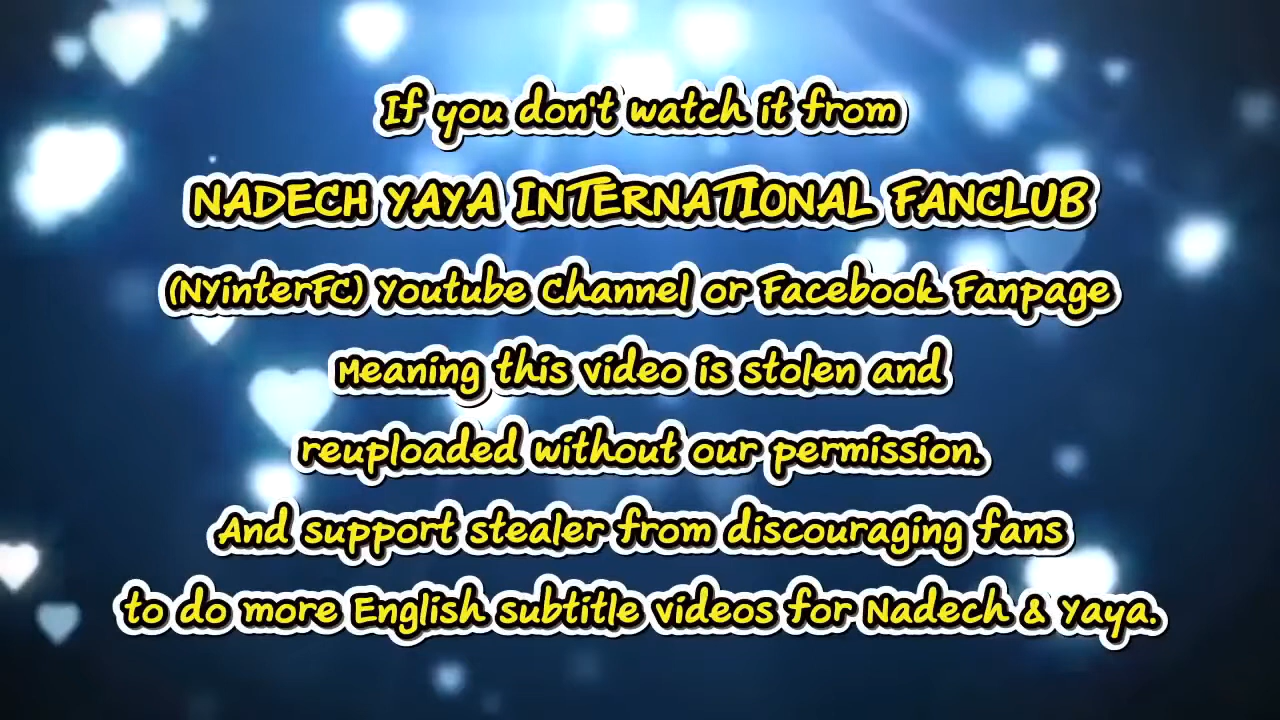 If you don't watch it from
NADECH YAYA INTERNATIONAL FANCLUB
(NYinterFC) Youtube Channel or Facebook Fanpage
Meaning this video is stolen and
reuploaded without our permission.
And support stealer from discouraging fans
to do more English subtitle videos for Nadech & Yaya.